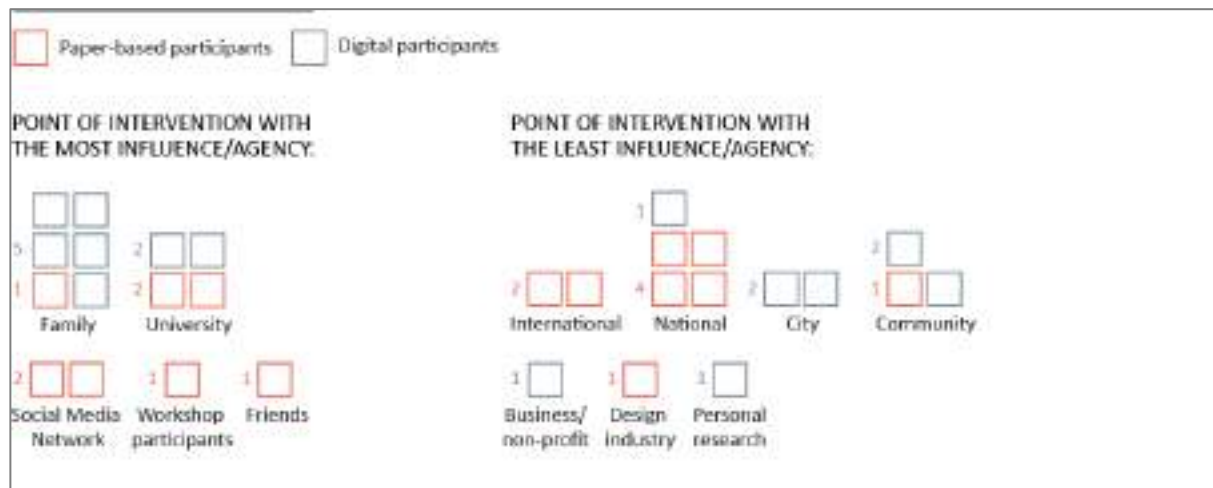 Paper-based participants Digital participants
POINT OF INTERVENTION WITH
THE MOST INFLUENCE/AGENCY:
5
1
Family
2
2
University
2
Social Media
Network
1
Workshop
participants
1
Friends
POINT OF INTERVENTION WITH
THE LEAST INFLUENCE/AGENCY:
2
International
1
4
National
2
City
2
1
Community
1
Business/
non-profit
1
Design
industry
1
Personal
research